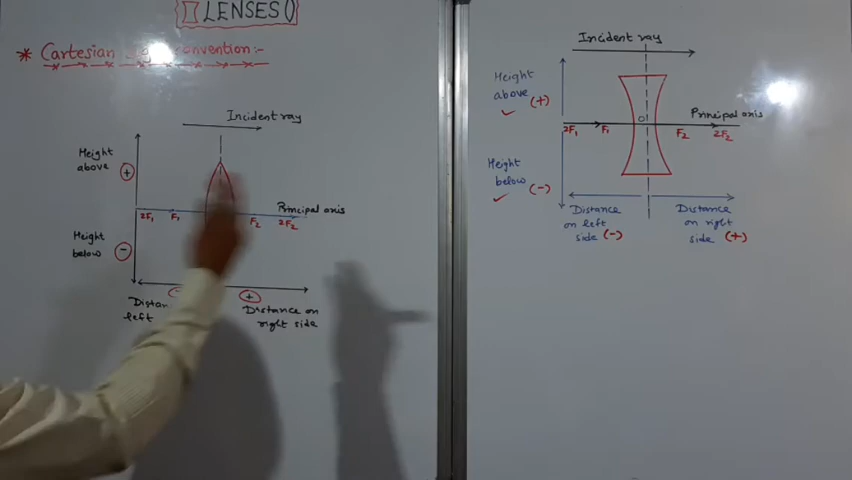 LENSES()
* Cartesian convention:-
Incident ray
Height
above
+
Principal axis
2F₁ F₁ F₂ 2F₂
Height
below
-
+
left
Distance on
right side
Incident ray
Height
above
(+)
✓
Principal axis
O
2F₁ F₁ F₂ 2F₂
Height
below
(-)
✓
Distance
on left
side (-)
Distance
on right
side (+)